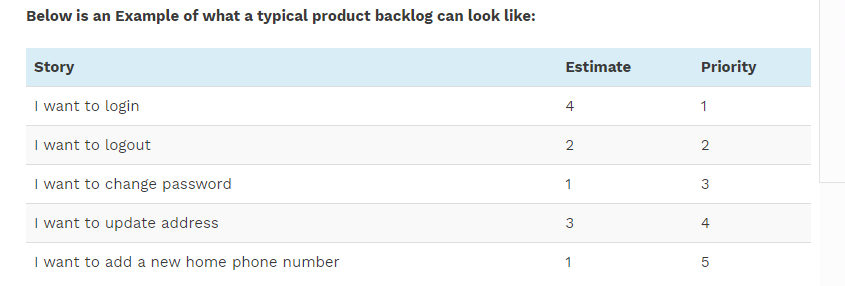 Below is an Example of what a typical product backlog can look like:
Story Estimate Priority
I want to login 4 1
I want to logout 2 2
I want to change password 1 3
I want to update address 3 4
I want to add a new home phone number 1 5